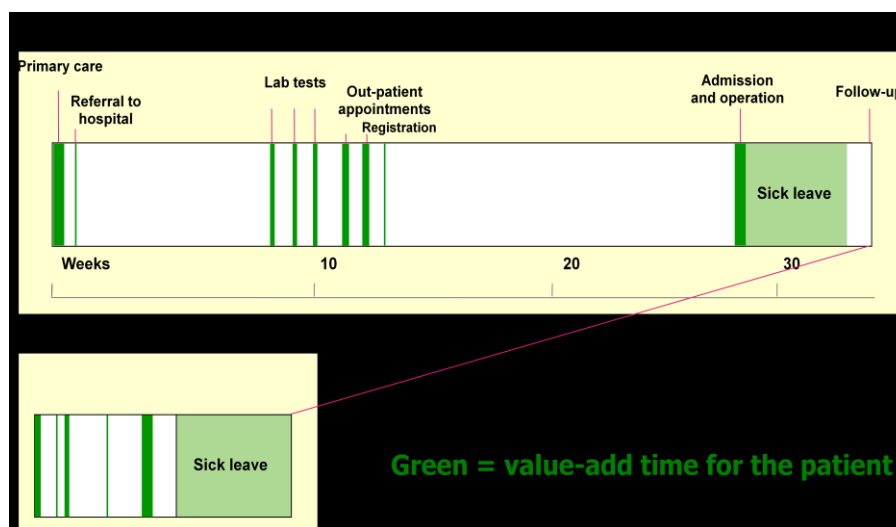 Primary care
Referral to
hospital
Lab tests
Out-patient
appointments
Registration
Admission
and operation
Follow-up
Sick leave
Weeks
10
20
30
Sick leave
Green = value-add time for the patient